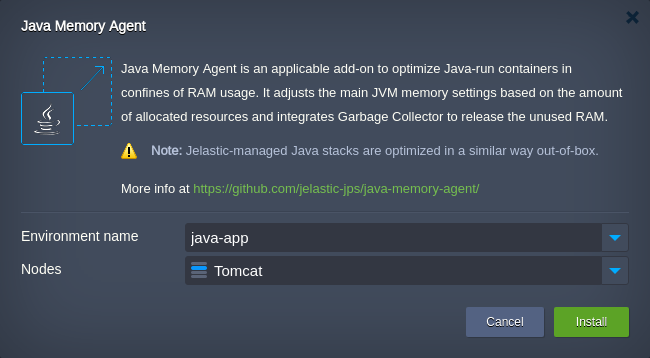 Java Memory Agent
Java Memory Agent is an applicable add-on to optimize Java-run containers in
confines of RAM usage. It adjusts the main JVM memory settings based on the amount
of allocated resources and integrates Garbage Collector to release the unused RAM.
Note: Jelastic-managed Java stacks are optimized in a similar way out-of-box.
More info at https://github.com/jelastic-jps/java-memory-agent/
Environment name
java-app
Nodes
Tomcat
Cancel
Install